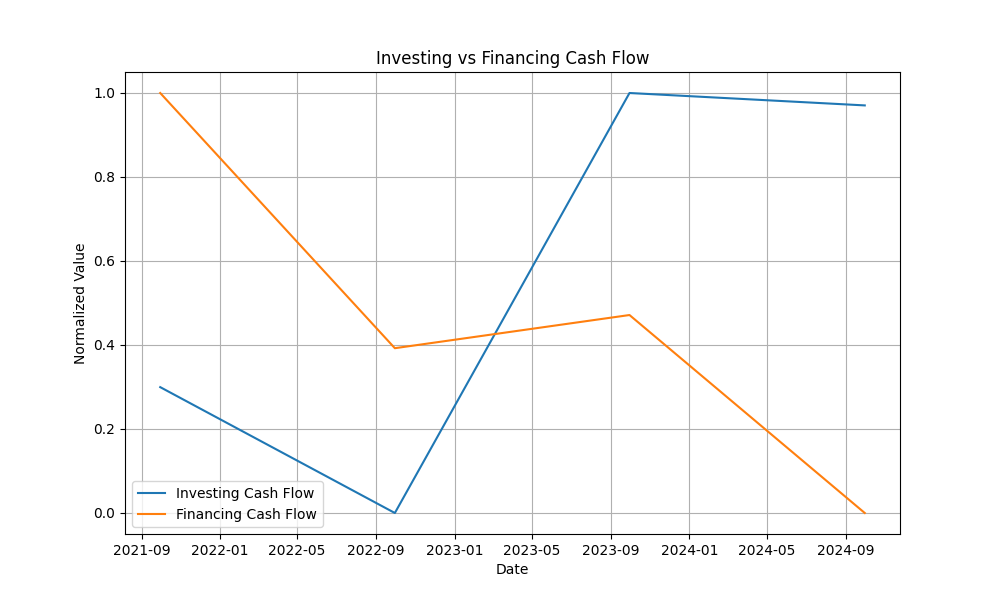 Investing vs Financing Cash Flow
1.0
0.8
0.6
0.4
0.2
0.0
Normalized Value
Investing Cash Flow
Financing Cash Flow
2021-09 2022-01 2022-05 2022-09 2023-01 2023-05 2023-09 2024-01 2024-05 2024-09
Date